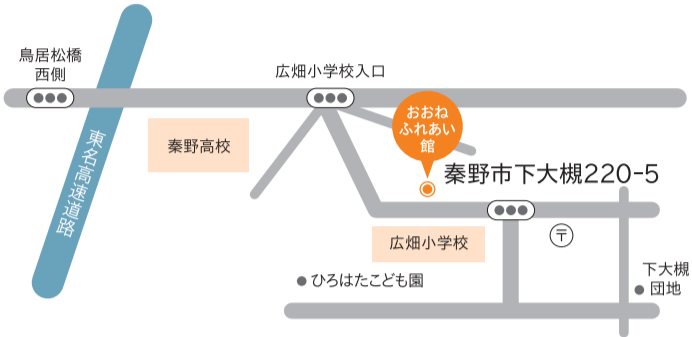 鳥居松橋
西側
広畑小学校入口
おおね
ふれあい
館
東名高速道路
秦野高校
秦野市下大槻220-5
広畑小学校
〒
ひろはたこども園
下大槻
団地